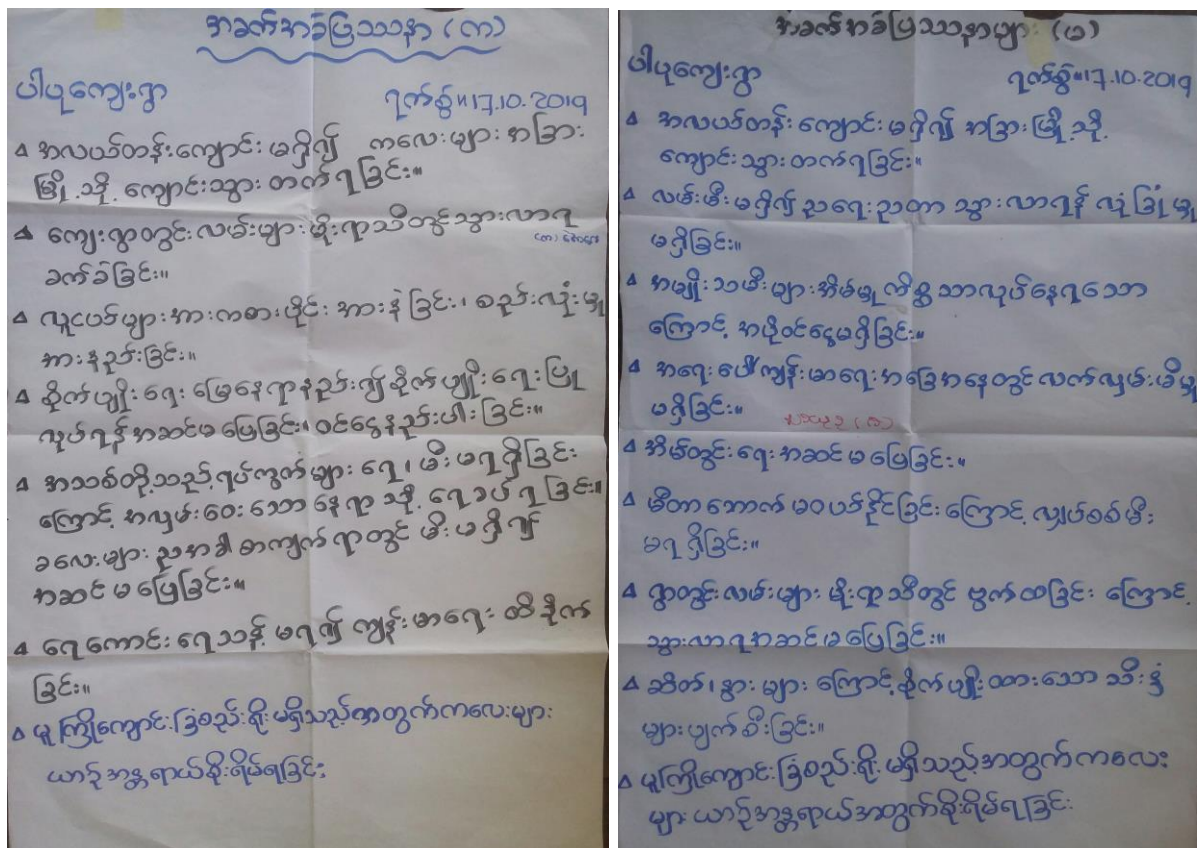 အခက်အခဲပြဿနာ (က)
ပါပုကျေးရွာ
ရက်စွဲ။17.10.2019
∆ အလယ်တန်းကျောင်းမရှိ၍ ကလေးများ အခြား
မြို့သို့ ကျောင်းသွား တက်ရခြင်း။
∆ ကျေးရွာတွင်းလမ်းများမိုးရာသီတွင်သွားလာရ
ခက်ခဲခြင်း။
∆ လူငယ်များအားကစားပိုင်း အားနဲခြင်း၊ စည်းလုံးမှု
အားနည်းခြင်း။
∆ စိုက်ပျိုးရေး မြေနေရာနည်း၍ စိုက်ပျိုးရေးပြု
လုပ်ရန်အဆင်မပြေခြင်း၊ ဝင်ငွေနည်းပါးခြင်း။
∆ အသစ်တိုးသည့်ရပ်ကွက်များ ရေ၊ မီးမရရှိခြင်း
ကြောင့် အလှမ်းဝေးသောနေရာသို့ ရေခပ်ရခြင်း။
ခလေးများ ညအခါ စာကျက်ရာတွင် မီးမရှိ၍
အဆင်မပြေခြင်း။
∆ ရေကောင်းရေသန့်မရ၍ ကျန်းမာရေး ထိခိုက်
ခြင်း။
∆ မူကြိုကျောင်းခြံစည်းရိုးမရှိသည့်အတွက်ကလေးများ
ယာဉ်အန္တရာယ်စိုးရိမ်ရခြင်း
အခက်အခဲပြဿနာများ (မ)
ပါပုကျေးရွာ
ရက်စွဲ။17.10.2019
∆ အလယ်တန်းကျောင်းမရှိ၍ အခြားမြို့သို့
ကျောင်းသွားတက်ရခြင်း။
∆ လမ်းမီးမရှိ၍ညရေးညတာ သွားလာရန် လုံခြုံမှု
မရှိခြင်း။
∆ အမျိုးသမီးများအိမ်မှုကိစ္စသာလုပ်နေရသော
ကြောင့် အပိုဝင်ငွေမရှိခြင်း။
∆ အရေးပေါ်ကျန်းမာရေးအခြေအနေတွင်လက်လှမ်းမီမှု
မရှိခြင်း။
∆ အိမ်တွင်းရေးအဆင်မပြေခြင်း။
∆ မီတာဘောက်မဝယ်နိုင်ခြင်းကြောင့် လျှပ်စစ်မီး
မရရှိခြင်း။
∆ ရွာတွင်းလမ်းများ မိုးရာသီတွင် ဗွက်ထခြင်း ကြောင့်
သွားလာရအဆင်မပြေခြင်း။
∆ ဆိတ်၊ နွားများ ကြောင့်စိုက်ပျိုးထားသောသီးနှံ
များပျက်စီးခြင်း။
∆ မူကြိုကျောင်းခြံစည်းရိုးမရှိသည့်အတွက်ကလေး
များယာဉ်အန္တရာယ်အတွက်စိုးရိမ်ရခြင်း